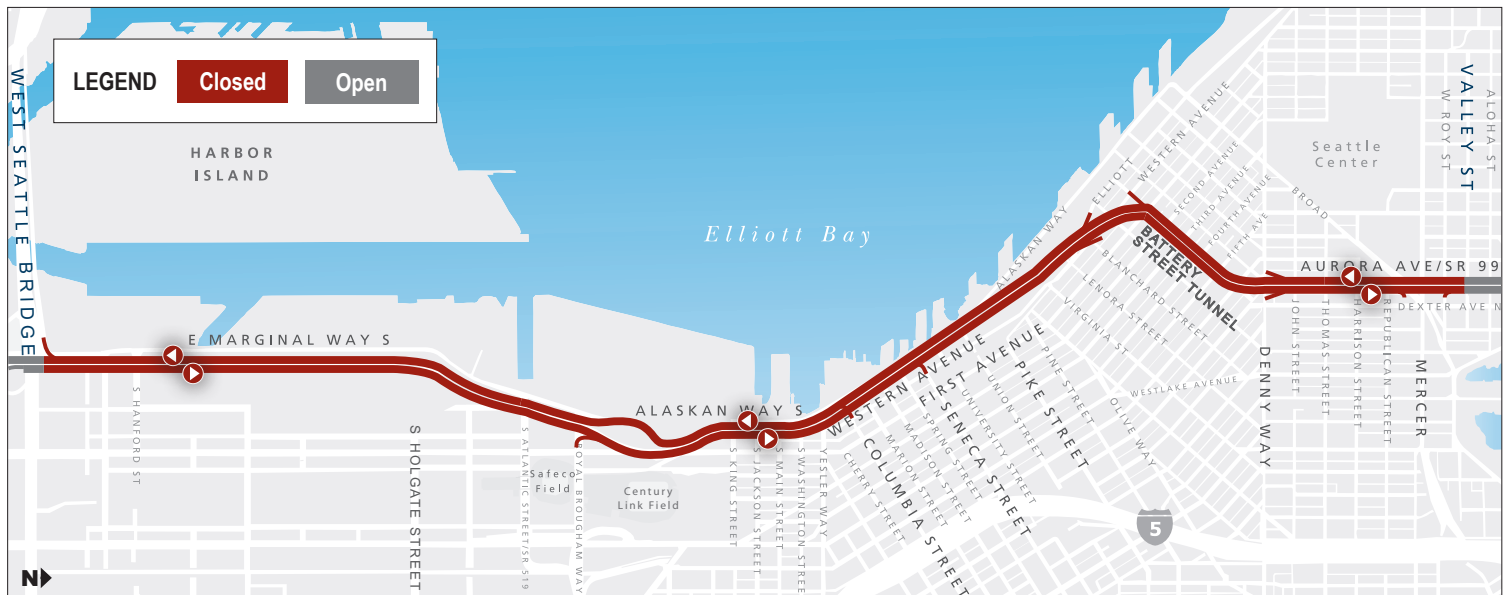 LEGEND
Closed
Open
WEST SEATTLE BRIDGE
HARBOR
ISLAND
Elliott Bay
E MARGINAL WAY S
S HANFORD ST
S HOLGATE STREET
S ATLANTIC STREET/SR 519
ROYAL BROUGHAM WAY
Safeco
Field
Century
Link Field
ALASKAN WAY S
S KING STREET
S JACKSON STREET
S MAIN STREET
S WASHINGTON STREE
YESLER WAY
CHERRY STREET
COLUMBIA STREET
MARION STREET
MADISON STREET
SPRING STREET
SENECA STREET
UNIVERSITY STREET
UNION STREET
PIKE STREET
PINE STREET
WESTERN AVENUE
FIRST AVENUE
ALASKAN WAY
ELLIOTT
WESTERN AVENUE
SECOND AVENUE
THIRD AVENUE
FOURTH AVENUE
FIFTH AVE
BROAD
BATTERY
STREET TUNNEL
BLANCHARD STREET
LENORA STREET
VIRGINIA ST
OLIVE WAY
WESTLAKE AVENUE
DENNY WAY
JOHN STREET
THOMAS STREET
HARRISON STREET
REPUBLICAN STREET
MERCER
AURORA AVE/SR 99
DEXTER AVE N
Seattle
Center
W ROY ST
VALLEY ST
ALOHA ST
5
N